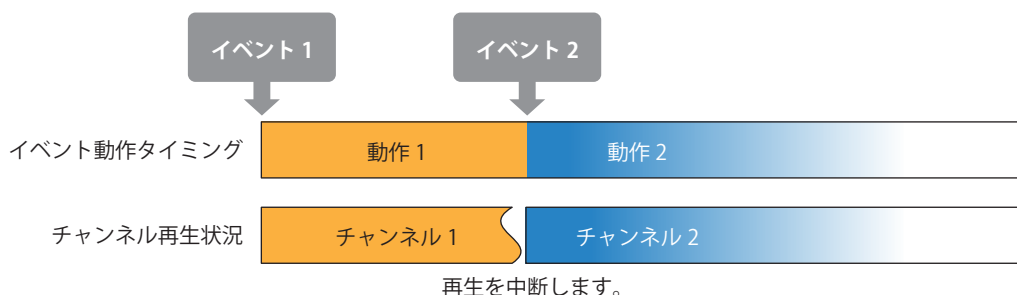 イベント 1
イベント 2
イベント動作タイミング
動作 1
動作 2
チャンネル再生状況
チャンネル 1
チャンネル 2
再生を中断します。